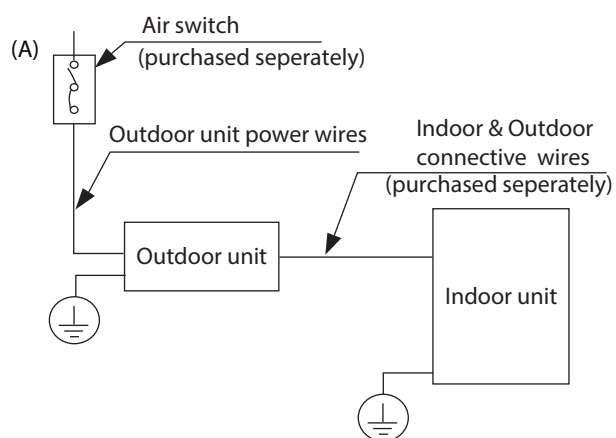 (A)
Air switch
(purchased seperately)
Outdoor unit power wires
Indoor & Outdoor
connective wires
(purchased seperately)
Outdoor unit
Indoor unit